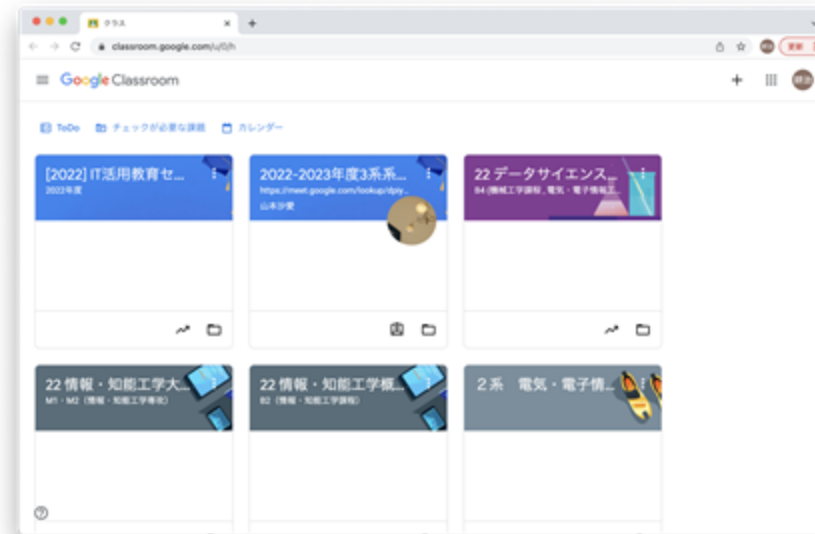 クラス
classroom.google.com/u/0/h
更新
Google Classroom
ToDo チェックが必要な課題 カレンダー
[2022] IT活用教育セ...
2022年度
2022-2023年度3系系...
https://meet.google.com/lookup/dpiy...
山本沙愛
22 データサイエンス...
B4 (機械工学課程, 電気・電子情報工...
22 情報・知能工学大...
M1・M2（情報・知能工学専攻）
22 情報・知能工学概...
B2（情報・知能工学課程）
２系 電気・電子情...